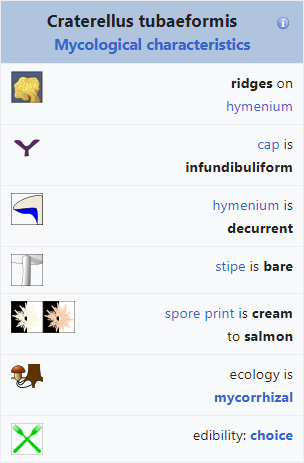 Craterellus tubaeformis
Mycological characteristics
ridges on
hymenium
cap is
infundibuliform
hymenium is
decurrent
stipe is bare
spore print is cream
to salmon
ecology is
mycorrhizal
edibility: choice